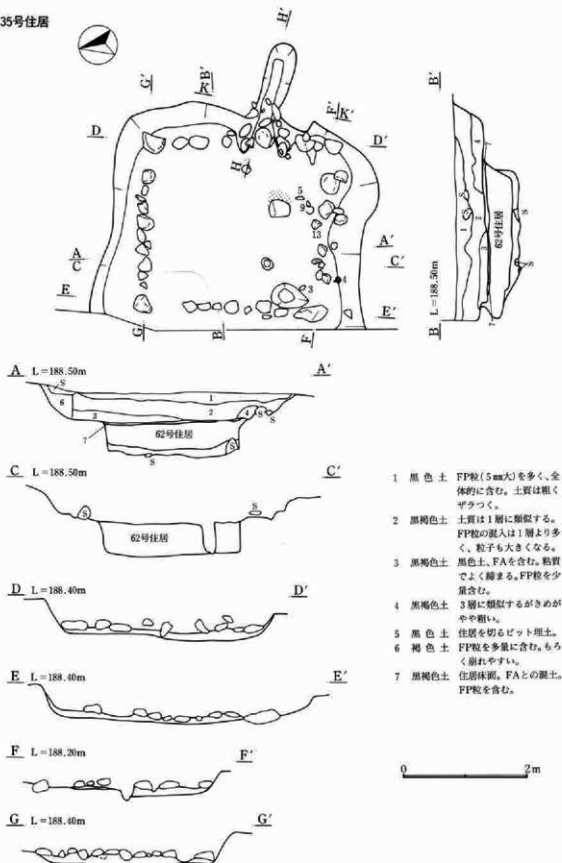 35号住居
H'
G'
B'
K
F'
K'
D
D'
H
5
9
13
A
C
A'
C'
3
4
E
E'
G
B
F
B'
4
7
S
S
1
2
3
62号住居
S
S
7
B L=188.50m
A L=188.50m A'
S
6
1
2
3
4
S
S
7
62号住居
S
S
C L=188.50m C'
S
S
62号住居
D L=188.40m D'
E L=188.40m E'
F L=188.20m F'
G L=188.40m G'
1 黒色土 FP粒(5㎜大)を多く、全
体的に含む。土質は粗く
ザラつく。
2 黒褐色土 土質は1層に類似する。
FP粒の混入は1層より多
く、粒子も大きくなる。
3 黒褐色土 黒色土、FAを含む。粘質
でよく締まる。FP粒を少
量含む。
4 黒褐色土 3層に類似するがきめが
やや粗い。
5 黒色土 住居を切るピット埋土。
6 褐色土 FP粒を多量に含む。もろ
く崩れやすい。
7 黒褐色土 住居床面。FAとの混土。
FP粒を含む。
0 2m